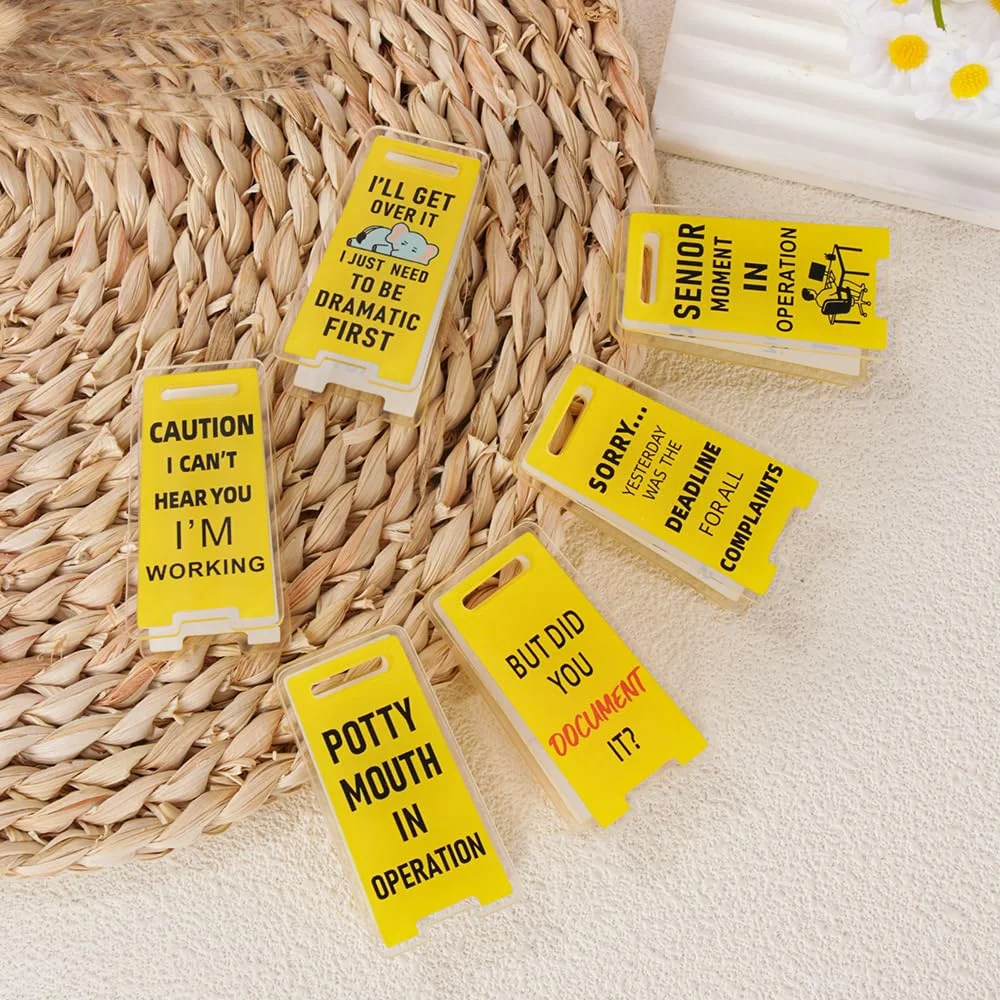 I'LL GET
OVER IT
I JUST NEED
TO BE
DRAMATIC
FIRST
SENIOR
MOMENT
IN
OPERATION
CAUTION
I CAN'T
HEAR YOU
I'M
WORKING
SORRY...
YESTERDAY
WAS THE
DEADLINE
FOR ALL
COMPLAINTS
BUT DID
YOU
DOCUMENT
IT?
POTTY
MOUTH
IN
OPERATION